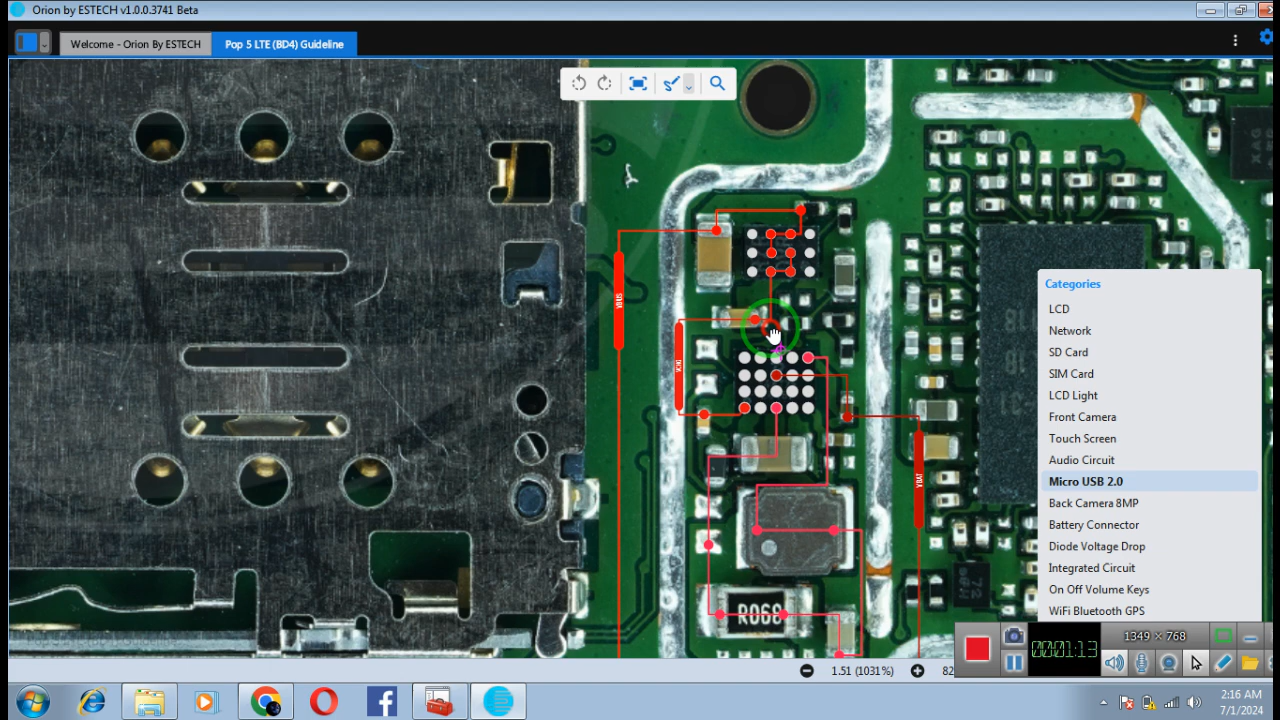 Orion by ESTECH v1.0.0.3741 Beta
Welcome - Orion By ESTECH
Pop 5 LTE (BD4) Guideline
VBUS
VCHG
VBAT
R068
Categories
LCD
Network
SD Card
SIM Card
LCD Light
Front Camera
Touch Screen
Audio Circuit
Micro USB 2.0
Back Camera 8MP
Battery Connector
Diode Voltage Drop
Integrated Circuit
On Off Volume Keys
WiFi Bluetooth GPS
1.51 (1031%)
82
00:01:13
1349 × 768
2:16 AM
7/1/2024